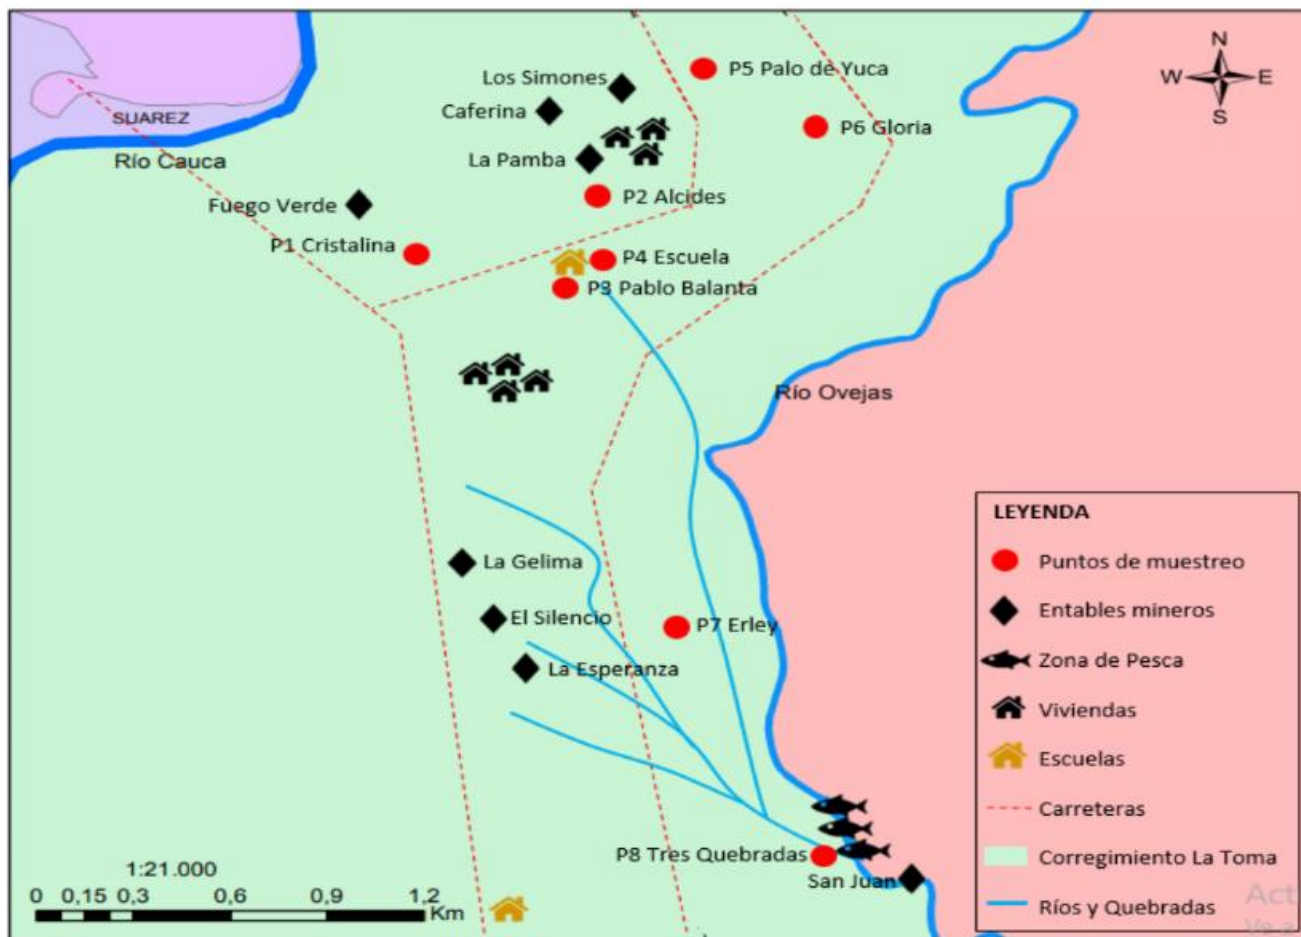 N
W E
S
P5 Palo de Yuca
Los Simones
Caferina
SUAREZ
P6 Gloria
Río Cauca
La Pamba
P2 Alcides
Fuego Verde
P1 Cristalina
P4 Escuela
P3 Pablo Balanta
Río Ovejas
LEYENDA
Puntos de muestreo
Entables mineros
Zona de Pesca
Viviendas
Escuelas
Carreteras
Corregimiento La Toma
Ríos y Quebradas
La Gelima
El Silencio
P7 Erley
La Esperanza
P8 Tres Quebradas
San Juan
1:21.000
0 0,15 0,3 0,6 0,9 1,2
Km
Act
Ve a